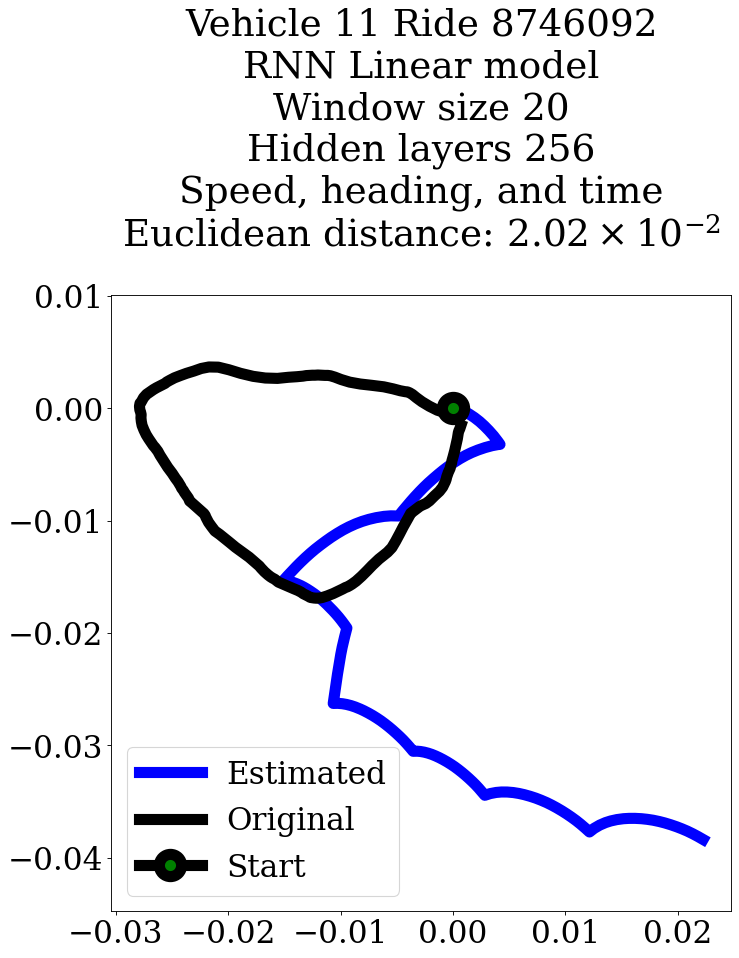 Vehicle 11 Ride 8746092
RNN Linear model
Window size 20
Hidden layers 256
Speed, heading, and time
Euclidean distance: 2.02 × 10⁻²
0.01
0.00
−0.01
−0.02
−0.03
−0.04
Estimated
Original
Start
−0.03 −0.02 −0.01 0.00 0.01 0.02